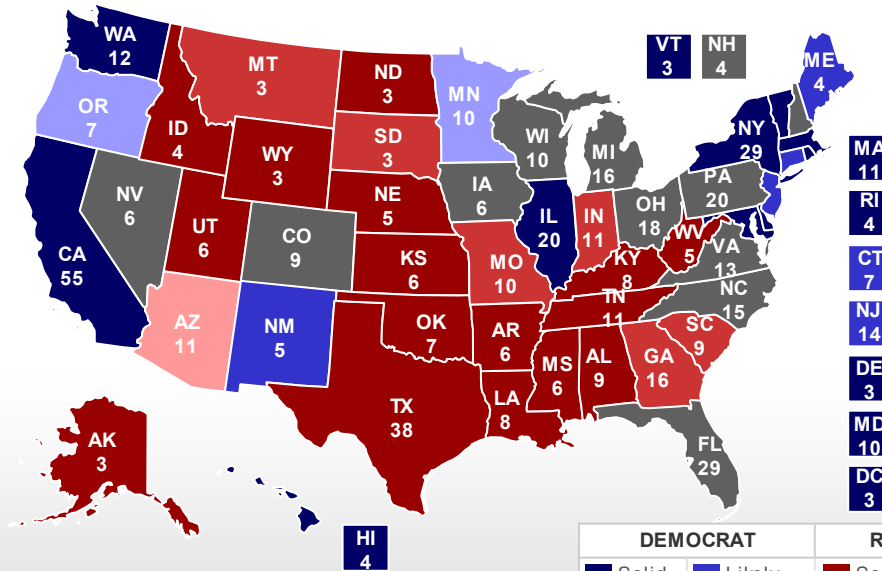 WA
12
OR
7
CA
55
NV
6
ID
4
MT
3
WY
3
UT
6
AZ
11
CO
9
NM
5
ND
3
SD
3
NE
5
KS
6
OK
7
TX
38
MN
10
IA
6
MO
10
AR
6
LA
8
WI
10
IL
20
MI
16
IN
11
OH
18
KY
8
TN
11
MS
6
AL
9
GA
16
FL
29
SC
9
NC
15
VA
13
WV
5
PA
20
NY
29
VT
3
NH
4
ME
4
MA
11
RI
4
CT
7
NJ
14
DE
3
MD
10
DC
3
AK
3
HI
4
DEMOCRAT R
Solid Likely